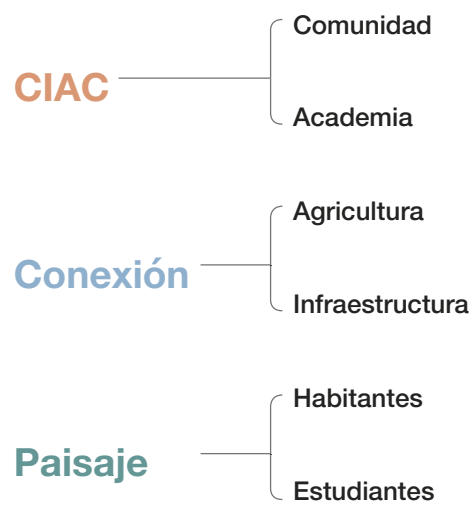 CIAC
Comunidad
Academia
Conexión
Agricultura
Infraestructura
Paisaje
Habitantes
Estudiantes